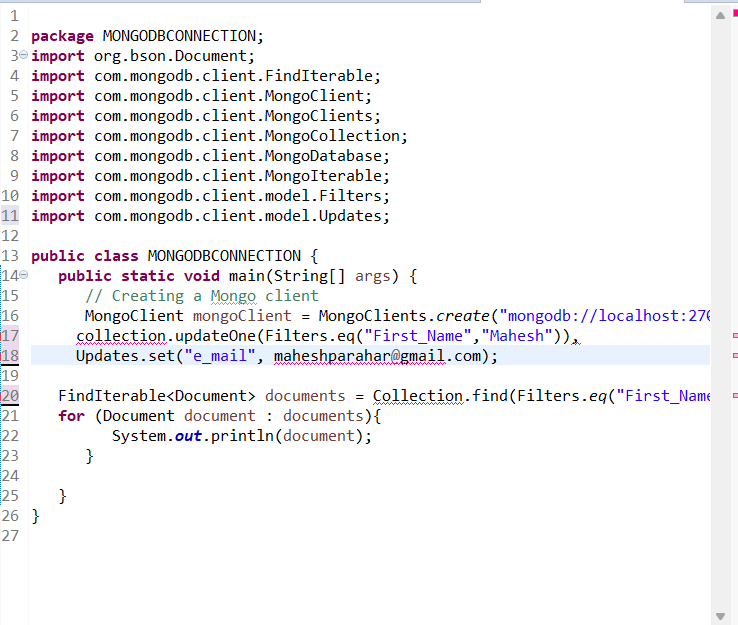 1
2 package MONGODBCONNECTION;
3 import org.bson.Document;
4 import com.mongodb.client.FindIterable;
5 import com.mongodb.client.MongoClient;
6 import com.mongodb.client.MongoClients;
7 import com.mongodb.client.MongoCollection;
8 import com.mongodb.client.MongoDatabase;
9 import com.mongodb.client.MongoIterable;
10 import com.mongodb.client.model.Filters;
11 import com.mongodb.client.model.Updates;
12
13 public class MONGODBCONNECTION {
14 public static void main(String[] args) {
15 // Creating a Mongo client
16 MongoClient mongoClient = MongoClients.create("mongodb://localhost:270
17 collection.updateOne(Filters.eq("First_Name","Mahesh")),
18 Updates.set("e_mail", maheshparahar@gmail.com);
19
20 FindIterable<Document> documents = Collection.find(Filters.eq("First_Name
21 for (Document document : documents){
22 System.out.println(document);
23 }
24
25 }
26 }
27